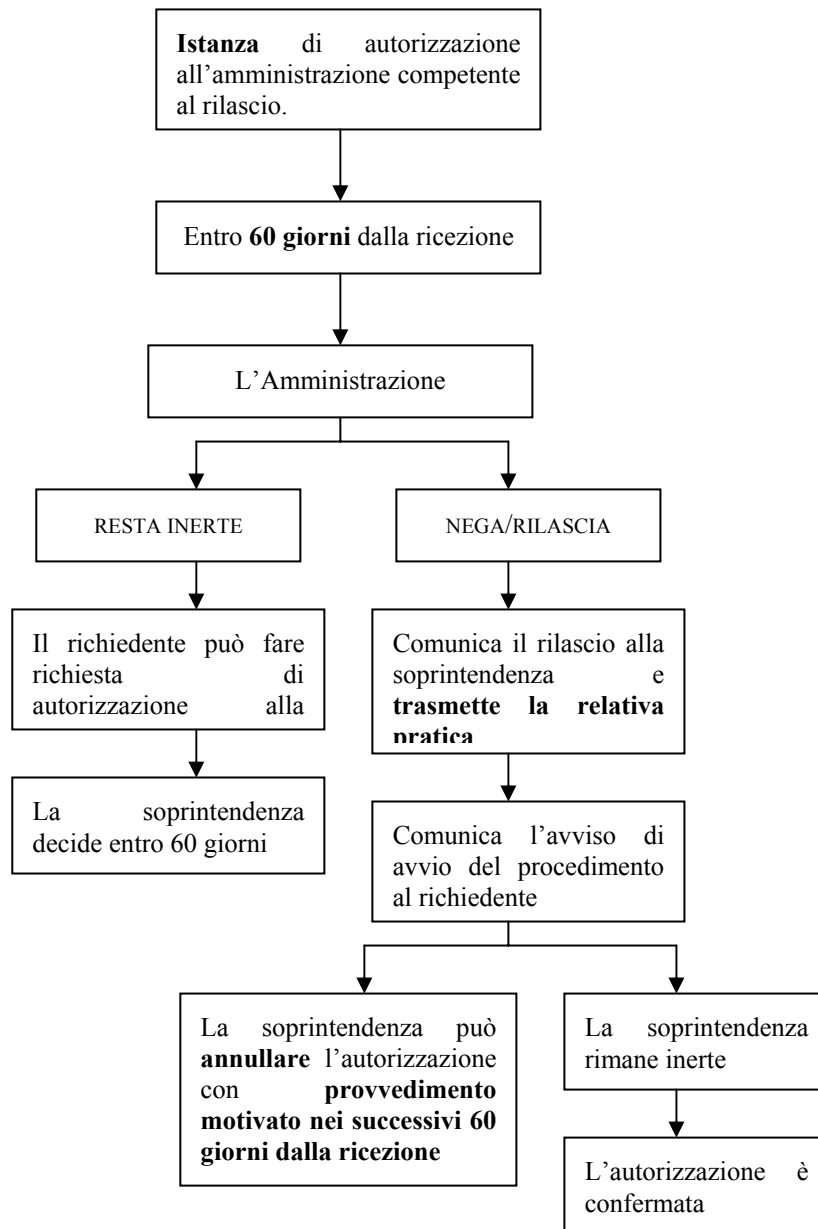 Istanza di autorizzazione
all’amministrazione competente
al rilascio.
Entro 60 giorni dalla ricezione
L’Amministrazione
RESTA INERTE
NEGA/RILASCIA
Il richiedente può fare
richiesta di
autorizzazione alla
Comunica il rilascio alla
soprintendenza e
trasmette la relativa
pratica
La soprintendenza
decide entro 60 giorni
Comunica l’avviso di
avvio del procedimento
al richiedente
La soprintendenza può
annullare l’autorizzazione
con provvedimento
motivato nei successivi 60
giorni dalla ricezione
La soprintendenza
rimane inerte
L’autorizzazione è
confermata